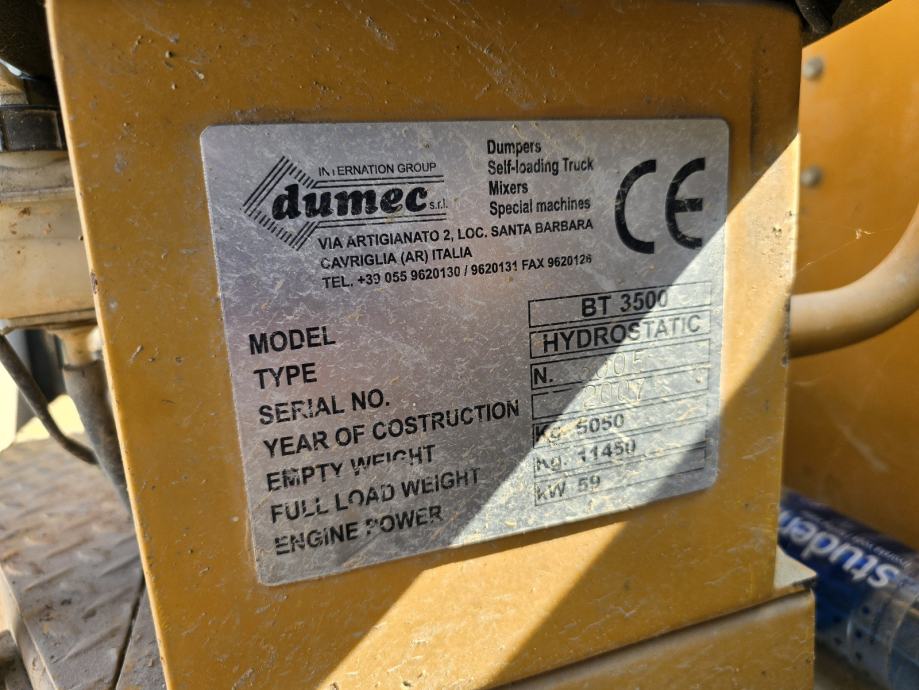 INTERNATION GROUP
dumec s.r.l.
Dumpers
Self-loading Truck
Mixers
Special machines
CE
VIA ARTIGIANATO 2, LOC. SANTA BARBARA
CAVRIGLIA (AR) ITALIA
TEL. +39 055 9620130 / 9620131 FAX 9620126
MODEL BT 3500
TYPE HYDROSTATIC
SERIAL NO. N.
YEAR OF COSTRUCTION 2007
EMPTY WEIGHT Kg. 5050
FULL LOAD WEIGHT Kg. 11450
ENGINE POWER kW 59
studen